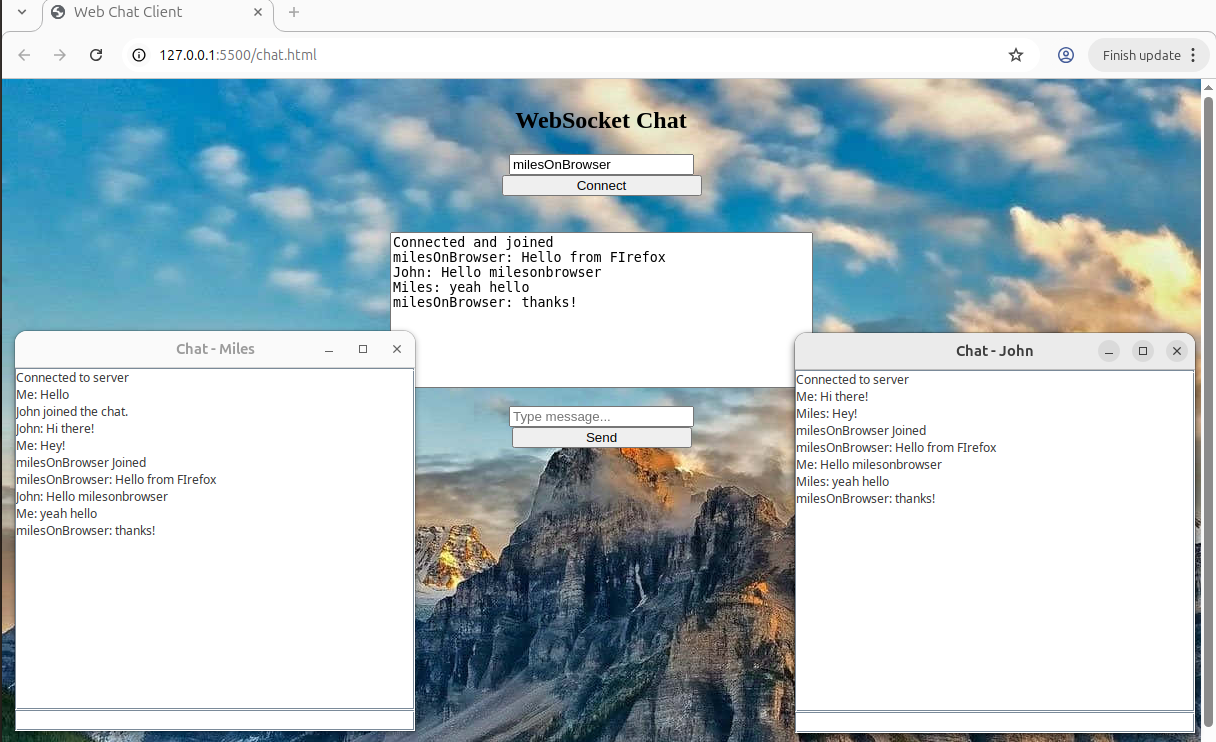 Web Chat Client
127.0.0.1:5500/chat.html
Finish update
WebSocket Chat
milesOnBrowser
Connect
Connected and joined
milesOnBrowser: Hello from FIrefox
John: Hello milesonbrowser
Miles: yeah hello
milesOnBrowser: thanks!
Type message...
Send
Chat - Miles
Connected to server
Me: Hello
John joined the chat.
John: Hi there!
Me: Hey!
milesOnBrowser Joined
milesOnBrowser: Hello from FIrefox
John: Hello milesonbrowser
Me: yeah hello
milesOnBrowser: thanks!
Chat - John
Connected to server
Me: Hi there!
Miles: Hey!
milesOnBrowser Joined
milesOnBrowser: Hello from FIrefox
Me: Hello milesonbrowser
Miles: yeah hello
milesOnBrowser: thanks!